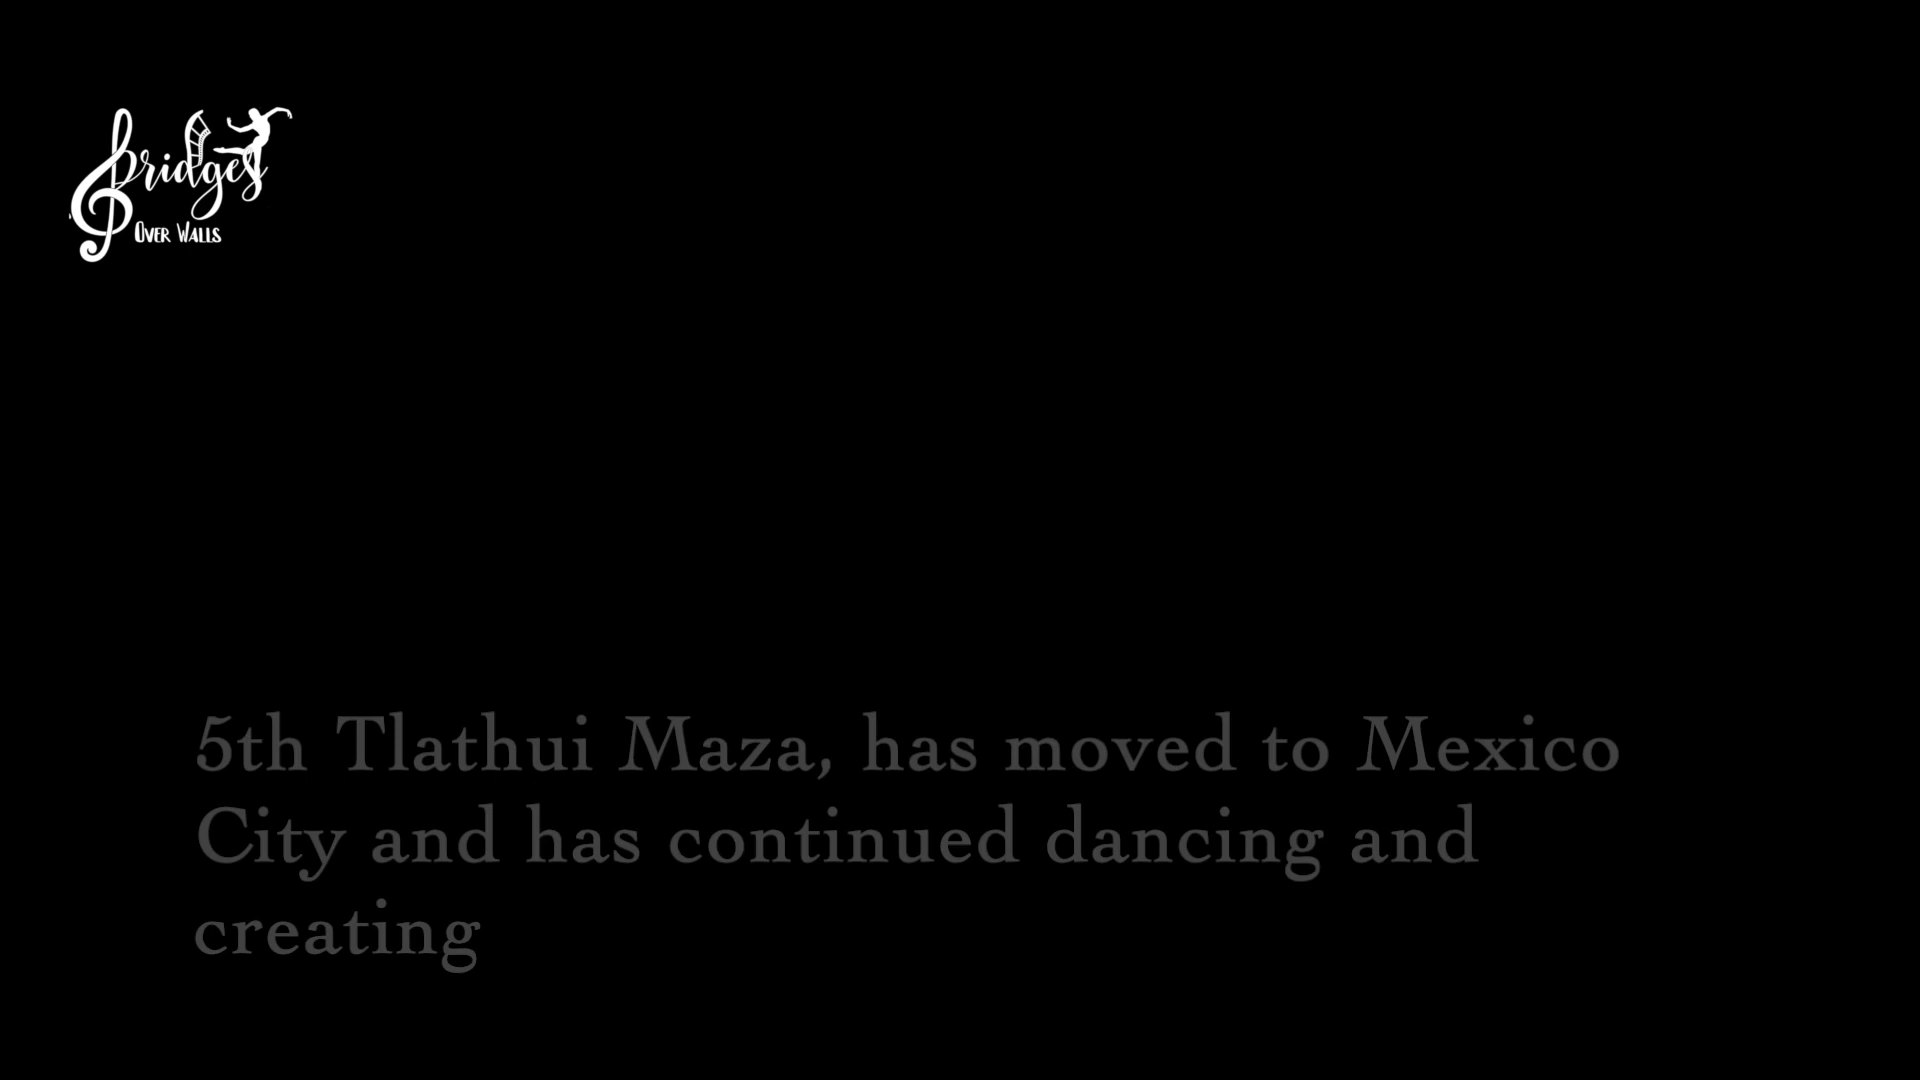 Bridges
Over Walls
5th Tlathui Maza, has moved to Mexico
City and has continued dancing and
creating